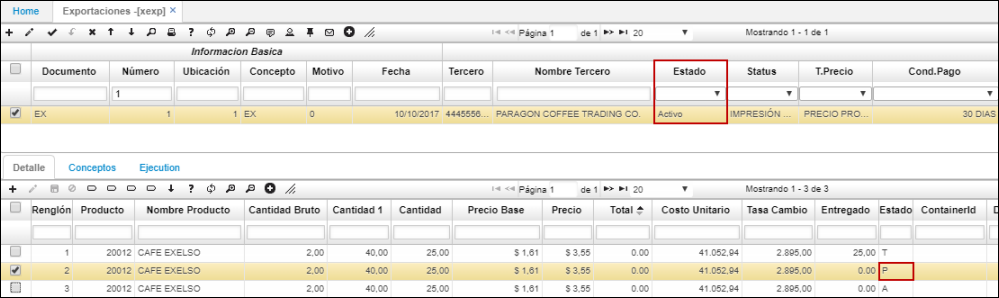 Home Exportaciones -[xexp] ×
Página 1 de 1 20 Mostrando 1 - 1 de 1
Informacion Basica
Documento Número Ubicación Concepto Motivo Fecha Tercero Nombre Tercero Estado Status T.Precio Cond.Pago
1
EX 1 1 EX 0 10/10/2017 4445556... PARAGON COFFEE TRADING CO. Activo IMPRESIÓN ... PRECIO PRO... 30 DIAS
Detalle Conceptos Ejecution
Página 1 de 1 20 Mostrando 1 - 3 de 3
Renglón Producto Nombre Producto Cantidad Bruto Cantidad 1 Cantidad Precio Base Precio Total Costo Unitario Tasa Cambio Entregado Estado ContainerId D
1 20012 CAFE EXELSO 2,00 40,00 25,00 $ 1,61 $ 3,55 0.00 41.052,94 2.895,00 25,00 T
2 20012 CAFE EXELSO 2,00 40,00 25,00 $ 1,61 $ 3,55 0.00 41.052,94 2.895,00 0.00 P
3 20012 CAFE EXELSO 2,00 40,00 25,00 $ 1,61 $ 3,55 0.00 41.052,94 2.895,00 0.00 A